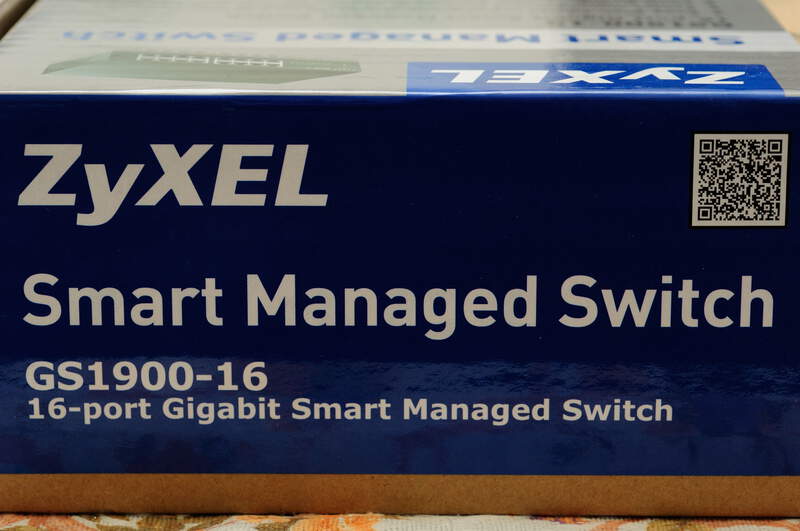 Smart Managed Switch
ZyXEL
ZyXEL
Smart Managed Switch
GS1900-16
16-port Gigabit Smart Managed Switch